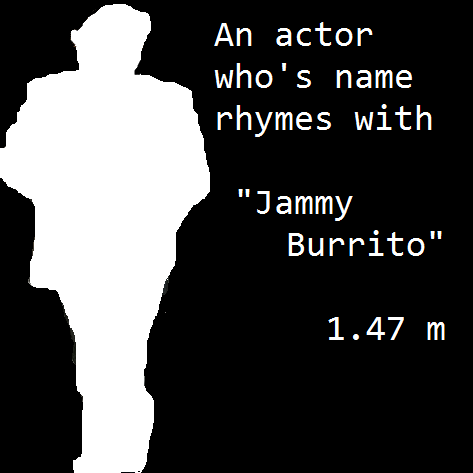 An actor
who's name
rhymes with
"Jammy
Burrito"
1.47 m